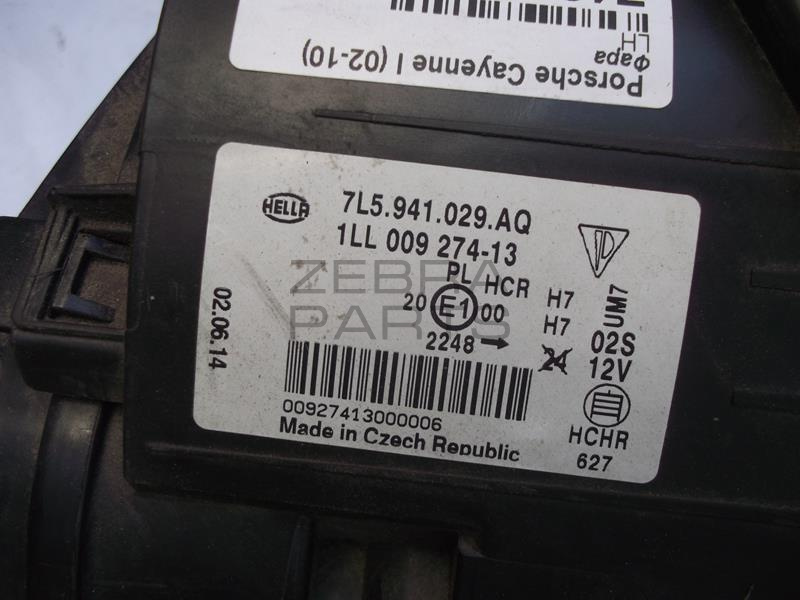 Porsche Cayenne I (02-10)
Фара
LH
HELLA
7L5.941.029.AQ
1LL 009 274-13
PL HCR H7
20 E1 00 H7
2248 → 24
UM7
02S
12V
HCHR
627
02.06.14
00927413000006
Made in Czech Republic
ZEBRA
PARTS